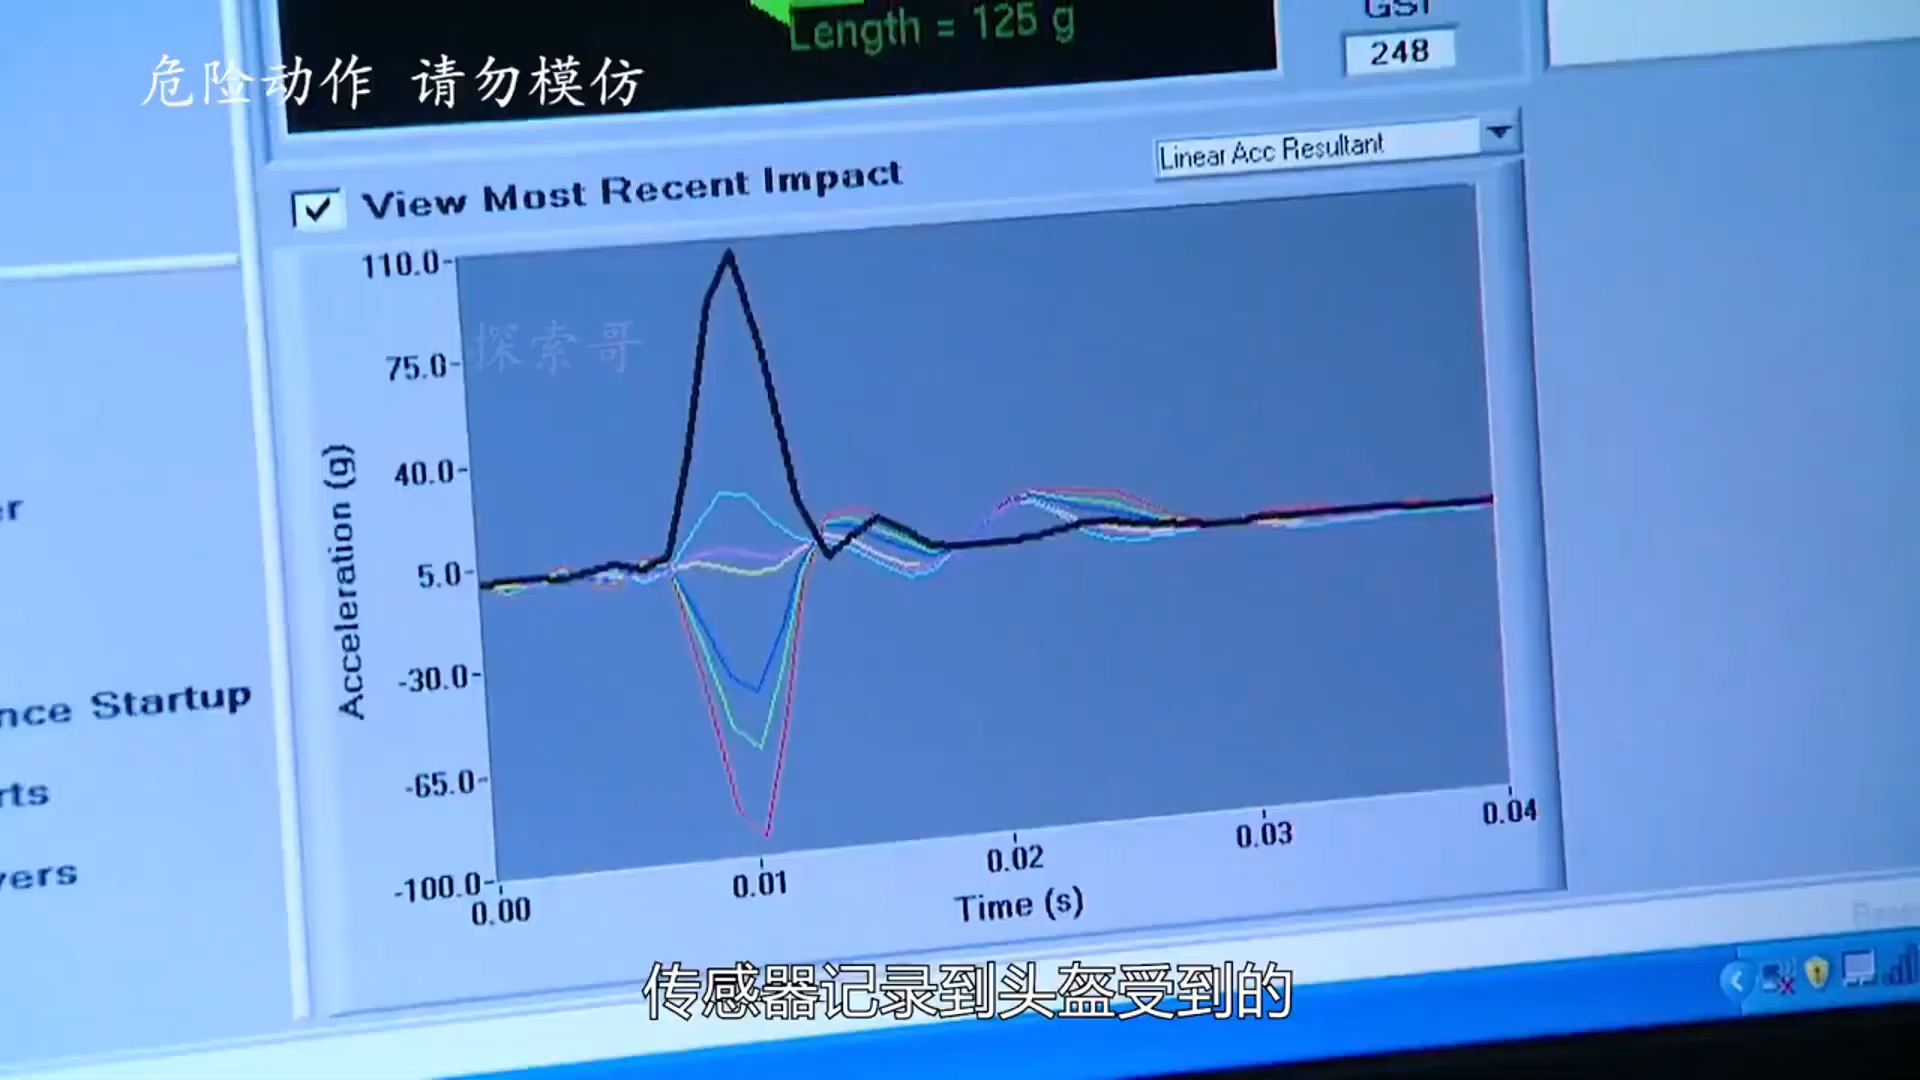 Length = 125 g
GSI
248
危险动作 请勿模仿
Linear Acc Resultant
View Most Recent Impact
110.0
探索哥
75.0
40.0
5.0
-30.0
-65.0
-100.0
Acceleration (g)
0.00
0.01
0.02
0.03
0.04
Time (s)
er
nce Startup
rts
yers
传感器记录到头盔受到的